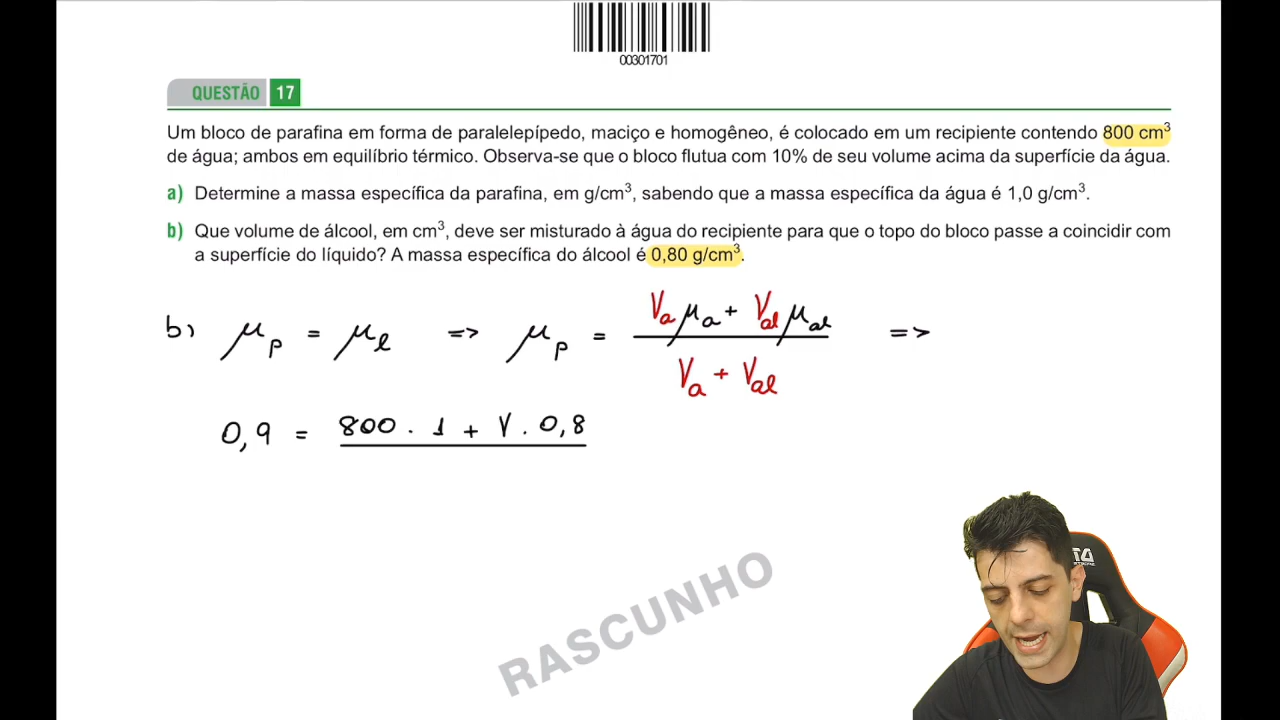 00301701
QUESTÃO 17
Um bloco de parafina em forma de paralelepípedo, maciço e homogêneo, é colocado em um recipiente contendo 800 cm³
de água; ambos em equilíbrio térmico. Observa-se que o bloco flutua com 10% de seu volume acima da superfície da água.
a) Determine a massa específica da parafina, em g/cm³, sabendo que a massa específica da água é 1,0 g/cm³.
b) Que volume de álcool, em cm³, deve ser misturado à água do recipiente para que o topo do bloco passe a coincidir com
a superfície do líquido? A massa específica do álcool é 0,80 g/cm³.
b) μp = μl => μp = Va μa + Val μal =>
Va + Val
0,9 = 800 . 1 + V . 0,8
RASCUNHO